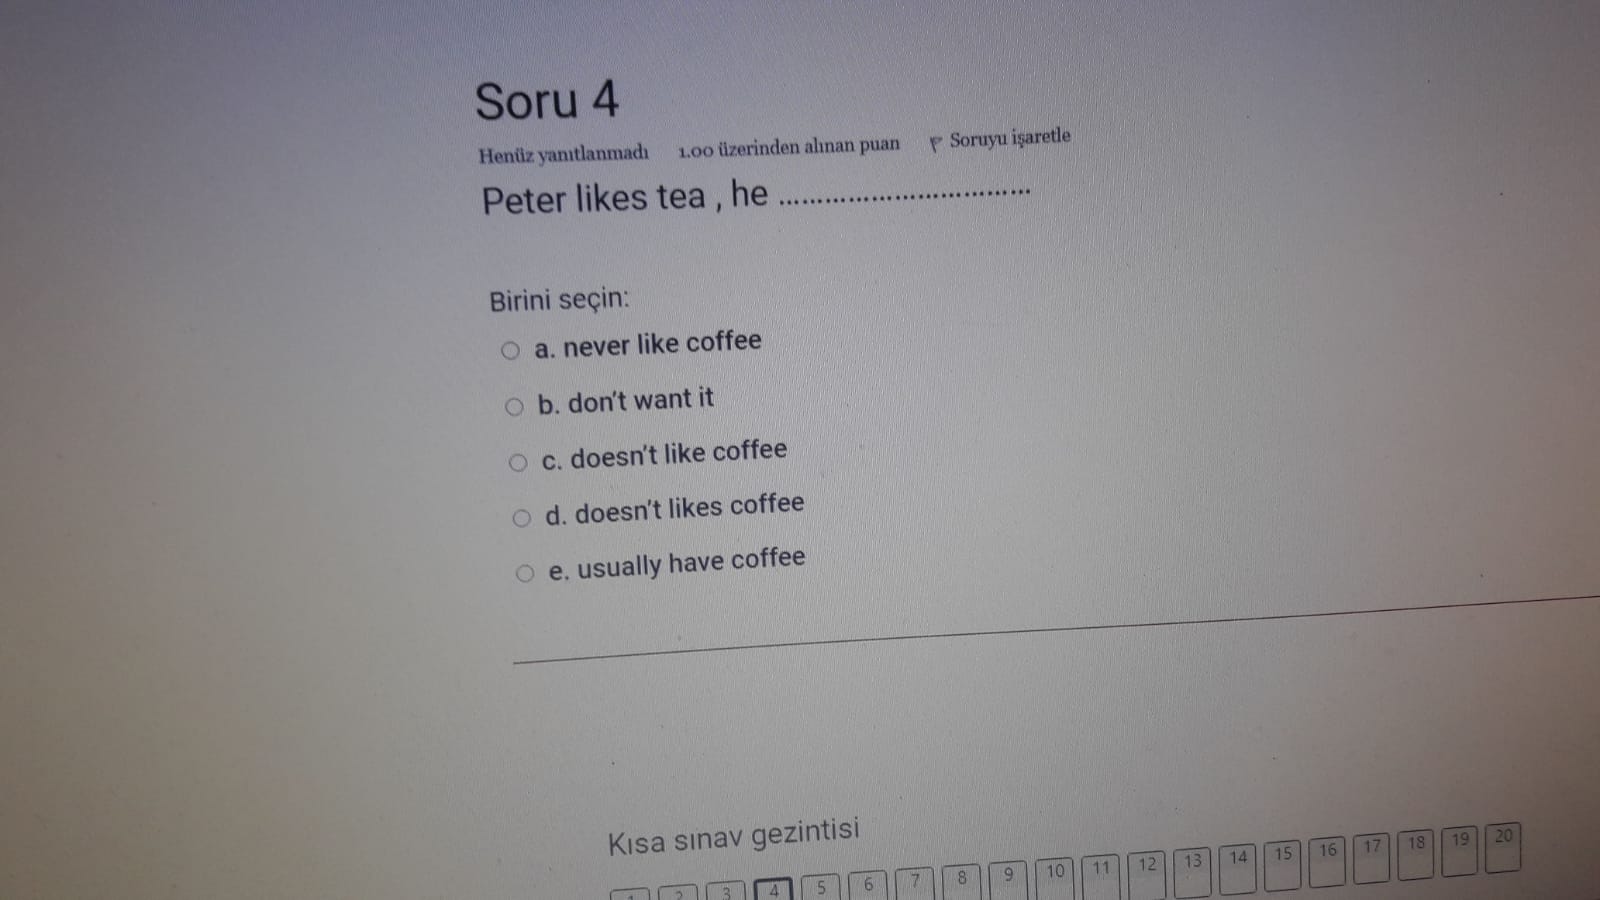 Soru 4
Henüz yanıtlanmadı 1.00 üzerinden alınan puan Soruyu işaretle
Peter likes tea , he ................................
Birini seçin:
a. never like coffee
b. don't want it
c. doesn't like coffee
d. doesn't likes coffee
e. usually have coffee
Kısa sınav gezintisi
1 2 3 4 5 6 7 8 9 10 11 12 13 14 15 16 17 18 19 20